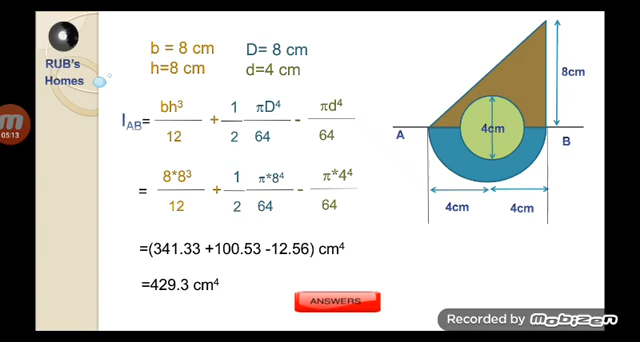 RUB's
Homes
b = 8 cm
h=8 cm
D= 8 cm
d=4 cm
I_AB= bh³/12 + 1/2 πD⁴/64 - πd⁴/64
= 8*8³/12 + 1/2 π*8⁴/64 - π*4⁴/64
=(341.33 +100.53 -12.56) cm⁴
=429.3 cm⁴
ANSWERS
8cm
4cm
A
B
4cm
4cm
05:13
Recorded by Mobizen